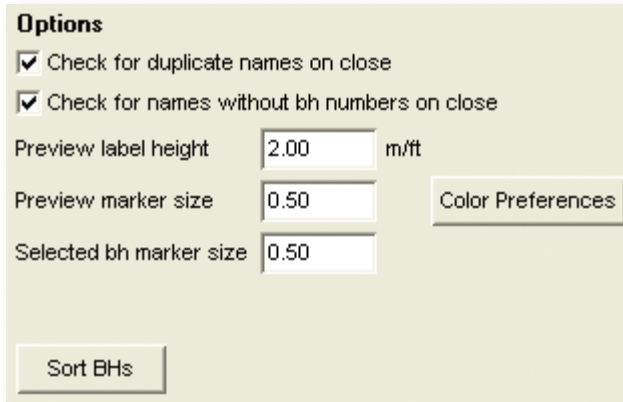 Options
Check for duplicate names on close
Check for names without bh numbers on close
Preview label height 2.00 m/ft
Preview marker size 0.50 Color Preferences
Selected bh marker size 0.50
Sort BHs